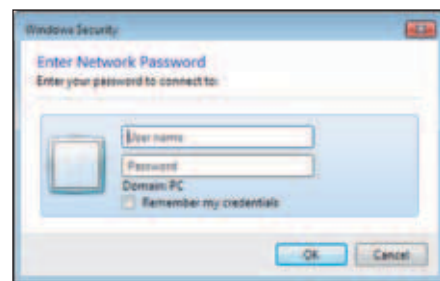 Windows Security
Enter Network Password
Enter your password to connect to:
User name
Password
Domain: PC
Remember my credentials
OK
Cancel